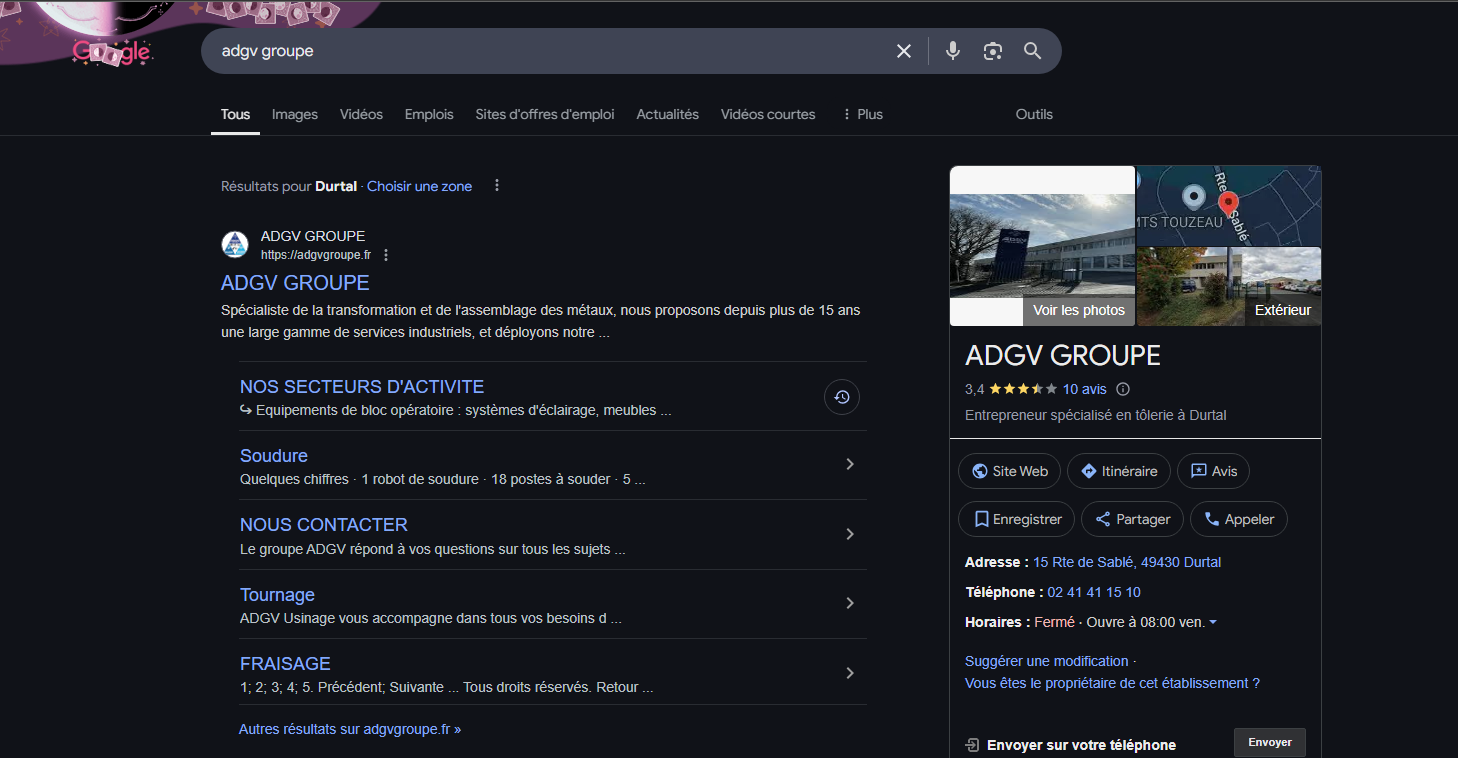 Google
adgv groupe
Tous Images Vidéos Emplois Sites d'offres d'emploi Actualités Vidéos courtes Plus Outils
Résultats pour Durtal · Choisir une zone
ADGV GROUPE
https://adgvgroupe.fr
ADGV GROUPE
Spécialiste de la transformation et de l'assemblage des métaux, nous proposons depuis plus de 15 ans
une large gamme de services industriels, et déployons notre ...
NOS SECTEURS D'ACTIVITE
Equipements de bloc opératoire : systèmes d'éclairage, meubles ...
Soudure
Quelques chiffres · 1 robot de soudure · 18 postes à souder · 5 ...
NOUS CONTACTER
Le groupe ADGV répond à vos questions sur tous les sujets ...
Tournage
ADGV Usinage vous accompagne dans tous vos besoins d ...
FRAISAGE
1; 2; 3; 4; 5. Précédent; Suivante ... Tous droits réservés. Retour ...
Autres résultats sur adgvgroupe.fr »
Rte Sablé
MTS TOUZEAU
Voir les photos
Extérieur
ADGV GROUPE
3,4 10 avis
Entrepreneur spécialisé en tôlerie à Durtal
Site Web Itinéraire Avis
Enregistrer Partager Appeler
Adresse : 15 Rte de Sablé, 49430 Durtal
Téléphone : 02 41 41 15 10
Horaires : Fermé · Ouvre à 08:00 ven.
Suggérer une modification ·
Vous êtes le propriétaire de cet établissement ?
Envoyer sur votre téléphone Envoyer